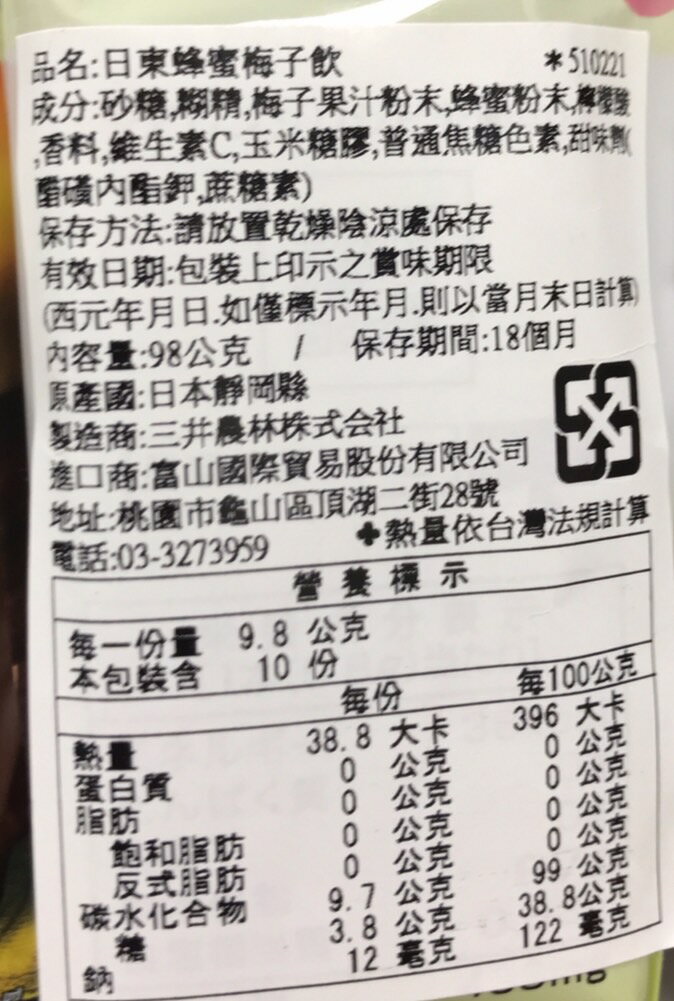 品名:日東蜂蜜梅子飲 *510221
成分:砂糖,糊精,梅子果汁粉末,蜂蜜粉末,檸檬酸
,香料,維生素C,玉米糖膠,普通焦糖色素,甜味劑(
醋磺內酯鉀,蔗糖素)
保存方法:請放置乾燥陰涼處保存
有效日期:包裝上印示之賞味期限
(西元年月日.如僅標示年月.則以當月末日計算)
內容量:98公克 / 保存期間:18個月
原產國:日本靜岡縣
製造商:三井農林株式会社
進口商:富山國際貿易股份有限公司
地址:桃園市龜山區頂湖二街28號
電話:03-3273959 ✚熱量依台灣法規計算
營養標示
每一份量 9.8 公克
本包裝含 10 份
每份 每100公克
熱量 38.8 大卡 396 大卡
蛋白質 0 公克 0 公克
脂肪 0 公克 0 公克
飽和脂肪 0 公克 0 公克
反式脂肪 0 公克 0 公克
碳水化合物 9.7 公克 99 公克
糖 3.8 公克 38.8公克
鈉 12 毫克 122 毫克